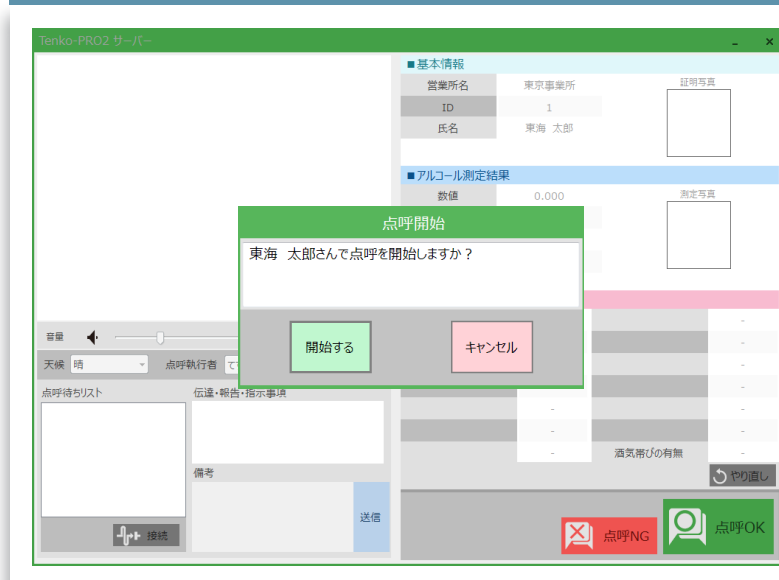 Tenko-PRO2 サーバー
■基本情報
営業所名 東京事業所 証明写真
ID 1
氏名 東海 太郎
■アルコール測定結果
数値 0.000 測定写真
点呼開始
東海 太郎さんで点呼を開始しますか？
開始する キャンセル
音量
天候 晴 点呼執行者 て
点呼待ちリスト 伝達・報告・指示事項
-
-
-
-
- -
- -
- 酒気帯びの有無 -
やり直し
備考
送信
接続
点呼NG 点呼OK